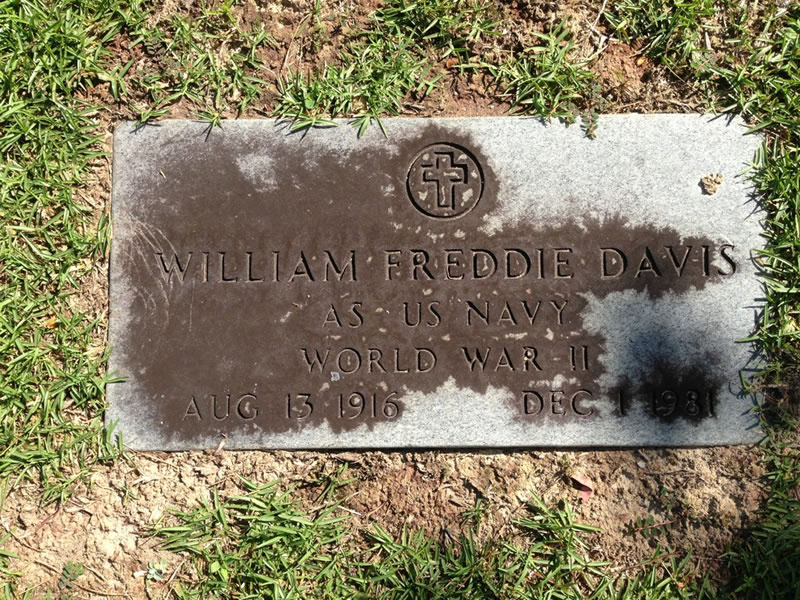 WILLIAM FREDDIE DAVIS
AS US NAVY
WORLD WAR II
AUG 13 1916 DEC 1 1981